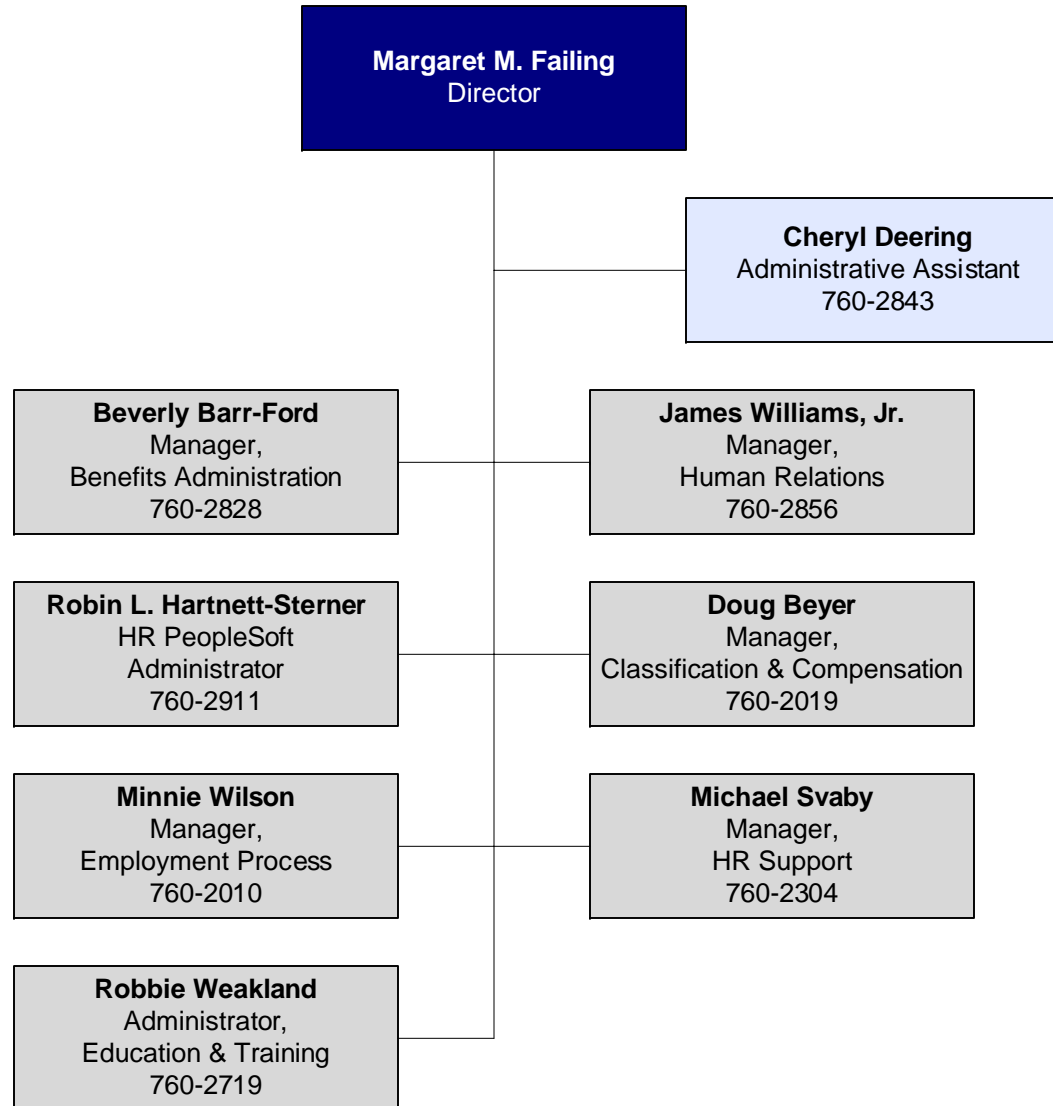 Margaret M. Failing
Director
Cheryl Deering
Administrative Assistant
760-2843
Beverly Barr-Ford
Manager,
Benefits Administration
760-2828
James Williams, Jr.
Manager,
Human Relations
760-2856
Robin L. Hartnett-Sterner
HR PeopleSoft
Administrator
760-2911
Doug Beyer
Manager,
Classification & Compensation
760-2019
Minnie Wilson
Manager,
Employment Process
760-2010
Michael Svaby
Manager,
HR Support
760-2304
Robbie Weakland
Administrator,
Education & Training
760-2719